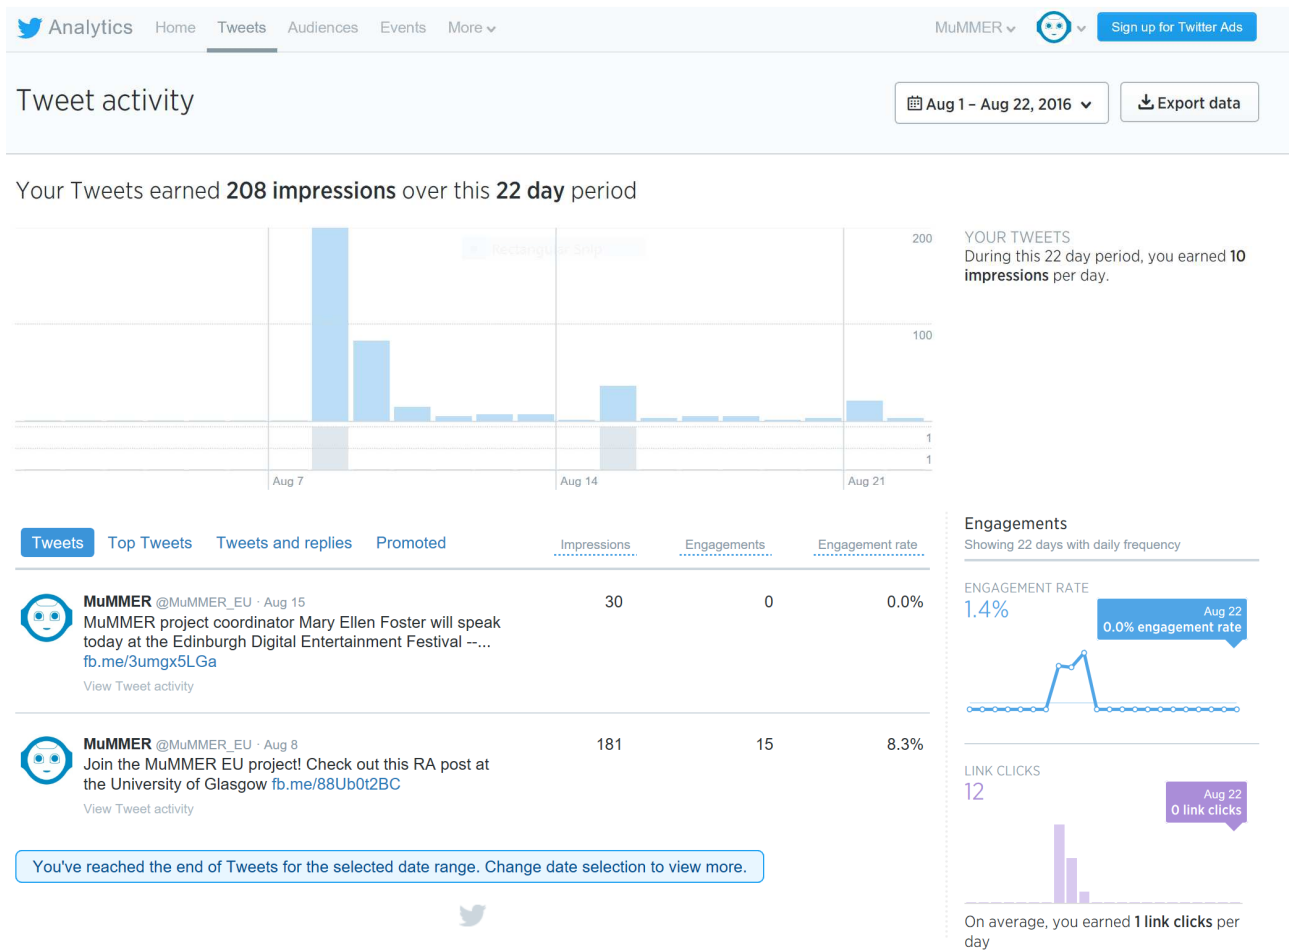 Analytics Home Tweets Audiences Events More MuMMER Sign up for Twitter Ads
Tweet activity
Aug 1 – Aug 22, 2016 Export data
Your Tweets earned 208 impressions over this 22 day period
Rectangular Snip
200
100
1
1
Aug 7 Aug 14 Aug 21
YOUR TWEETS
During this 22 day period, you earned 10
impressions per day.
Tweets Top Tweets Tweets and replies Promoted Impressions Engagements Engagement rate
MuMMER @MuMMER_EU · Aug 15 30 0 0.0%
MuMMER project coordinator Mary Ellen Foster will speak
today at the Edinburgh Digital Entertainment Festival --...
fb.me/3umgx5LGa
View Tweet activity
MuMMER @MuMMER_EU · Aug 8 181 15 8.3%
Join the MuMMER EU project! Check out this RA post at
the University of Glasgow fb.me/88Ub0t2BC
View Tweet activity
You've reached the end of Tweets for the selected date range. Change date selection to view more.
Engagements
Showing 22 days with daily frequency
ENGAGEMENT RATE
1.4%
Aug 22
0.0% engagement rate
LINK CLICKS
12
Aug 22
0 link clicks
On average, you earned 1 link clicks per
day